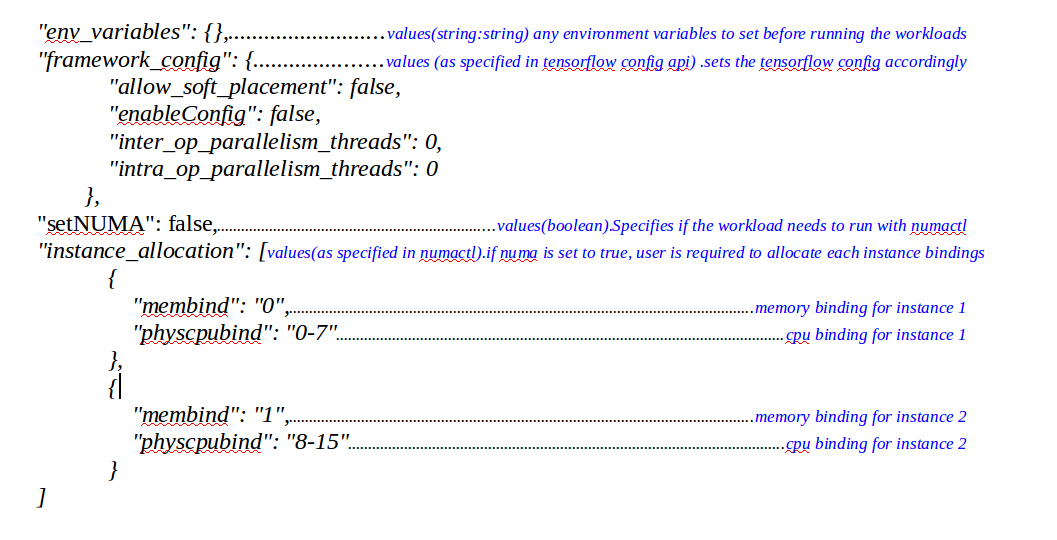 "env_variables": {},..........................values(string:string) any environment variables to set before running the workloads
"framework_config": {......................values (as specified in tensorflow config api) .sets the tensorflow config accordingly
"allow_soft_placement": false,
"enableConfig": false,
"inter_op_parallelism_threads": 0,
"intra_op_parallelism_threads": 0
},
"setNUMA": false,......................................................................values(boolean).Specifies if the workload needs to run with numactl
"instance_allocation": [values(as specified in numactl).if numa is set to true, user is required to allocate each instance bindings
{
"membind": "0",....................................................................................................................memory binding for instance 1
"physcpubind": "0-7"................................................................................................................cpu binding for instance 1
},
{
"membind": "1",....................................................................................................................memory binding for instance 2
"physcpubind": "8-15".............................................................................................................cpu binding for instance 2
}
]